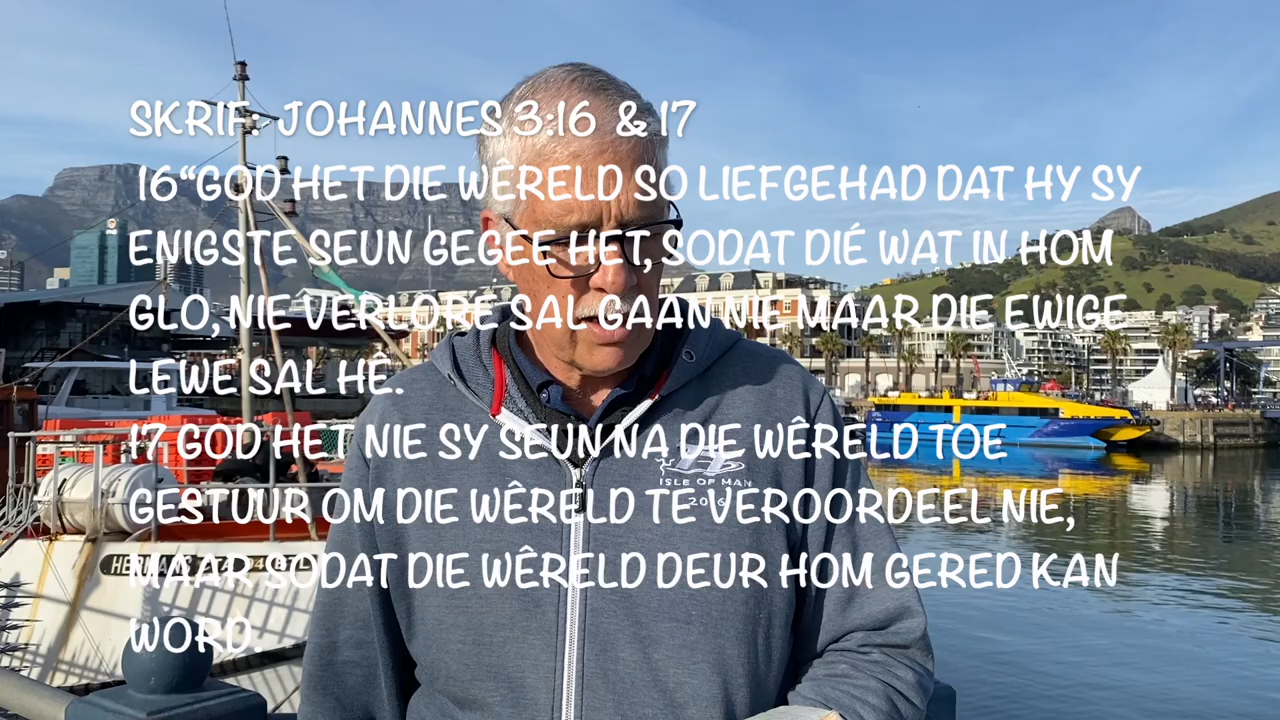 SKRIF: JOHANNES 3:16 & 17
16“GOD HET DIE WÊRELD SO LIEFGEHAD DAT HY SY
ENIGSTE SEUN GEGEE HET, SODAT DIÉ WAT IN HOM
GLO, NIE VERLORE SAL GAAN NIE MAAR DIE EWIGE
LEWE SAL HÊ.
17 GOD HET NIE SY SEUN NA DIE WÊRELD TOE
GESTUUR OM DIE WÊRELD TE VEROORDEEL NIE,
MAAR SODAT DIE WÊRELD DEUR HOM GERED KAN
WORD.
ISLE OF MAN
2016